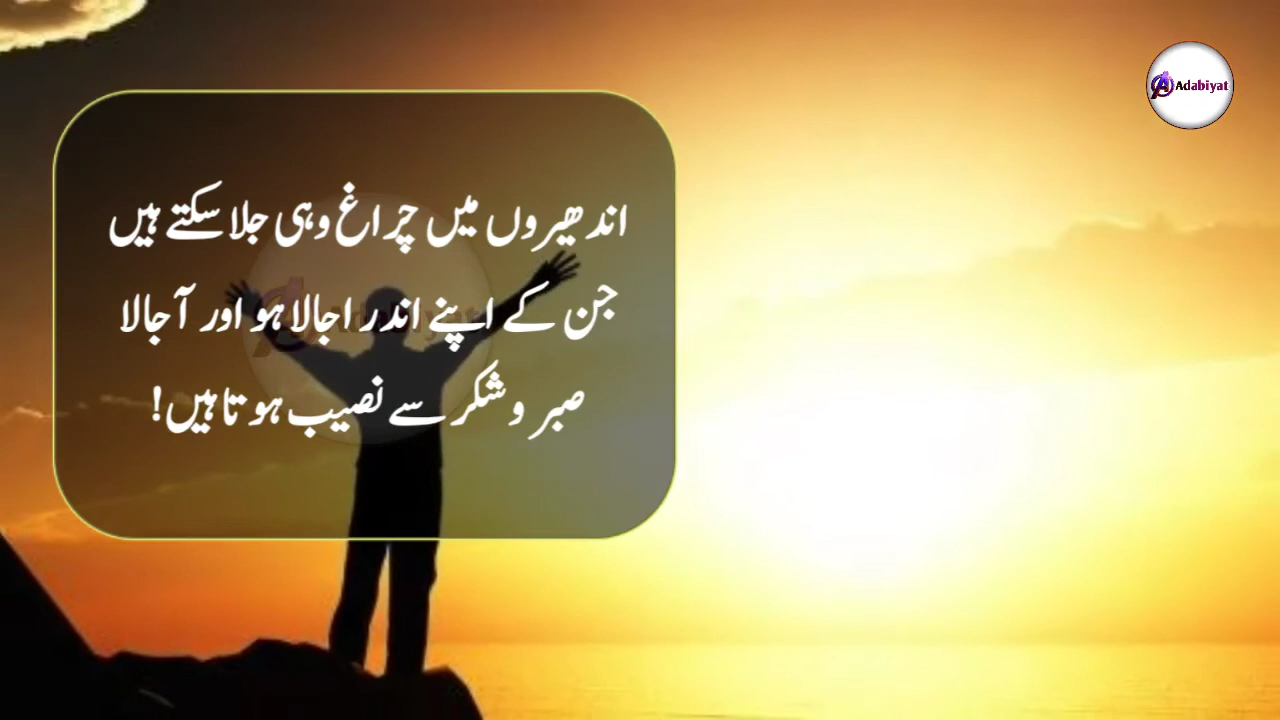 اندھیروں میں چراغ وہی جلا سکتے ہیں
جن کے اپنے اندر اجالا ہو اور آجالا
صبر و شکر سے نصیب ہوتا ہیں!
Adabiyat
Adabiyat